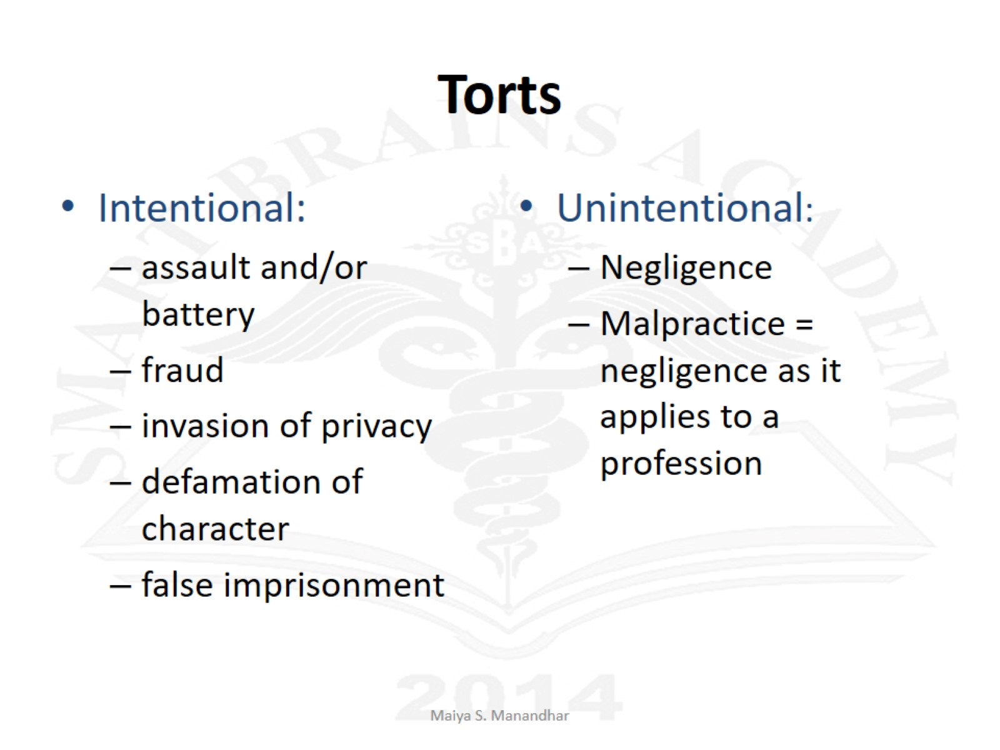 Torts
• Intentional:
– assault and/or
battery
– fraud
– invasion of privacy
– defamation of
character
– false imprisonment
• Unintentional:
– Negligence
– Malpractice =
negligence as it
applies to a
profession
SMART BRAINS ACADEMY
SBA
2014
Maiya S. Manandhar